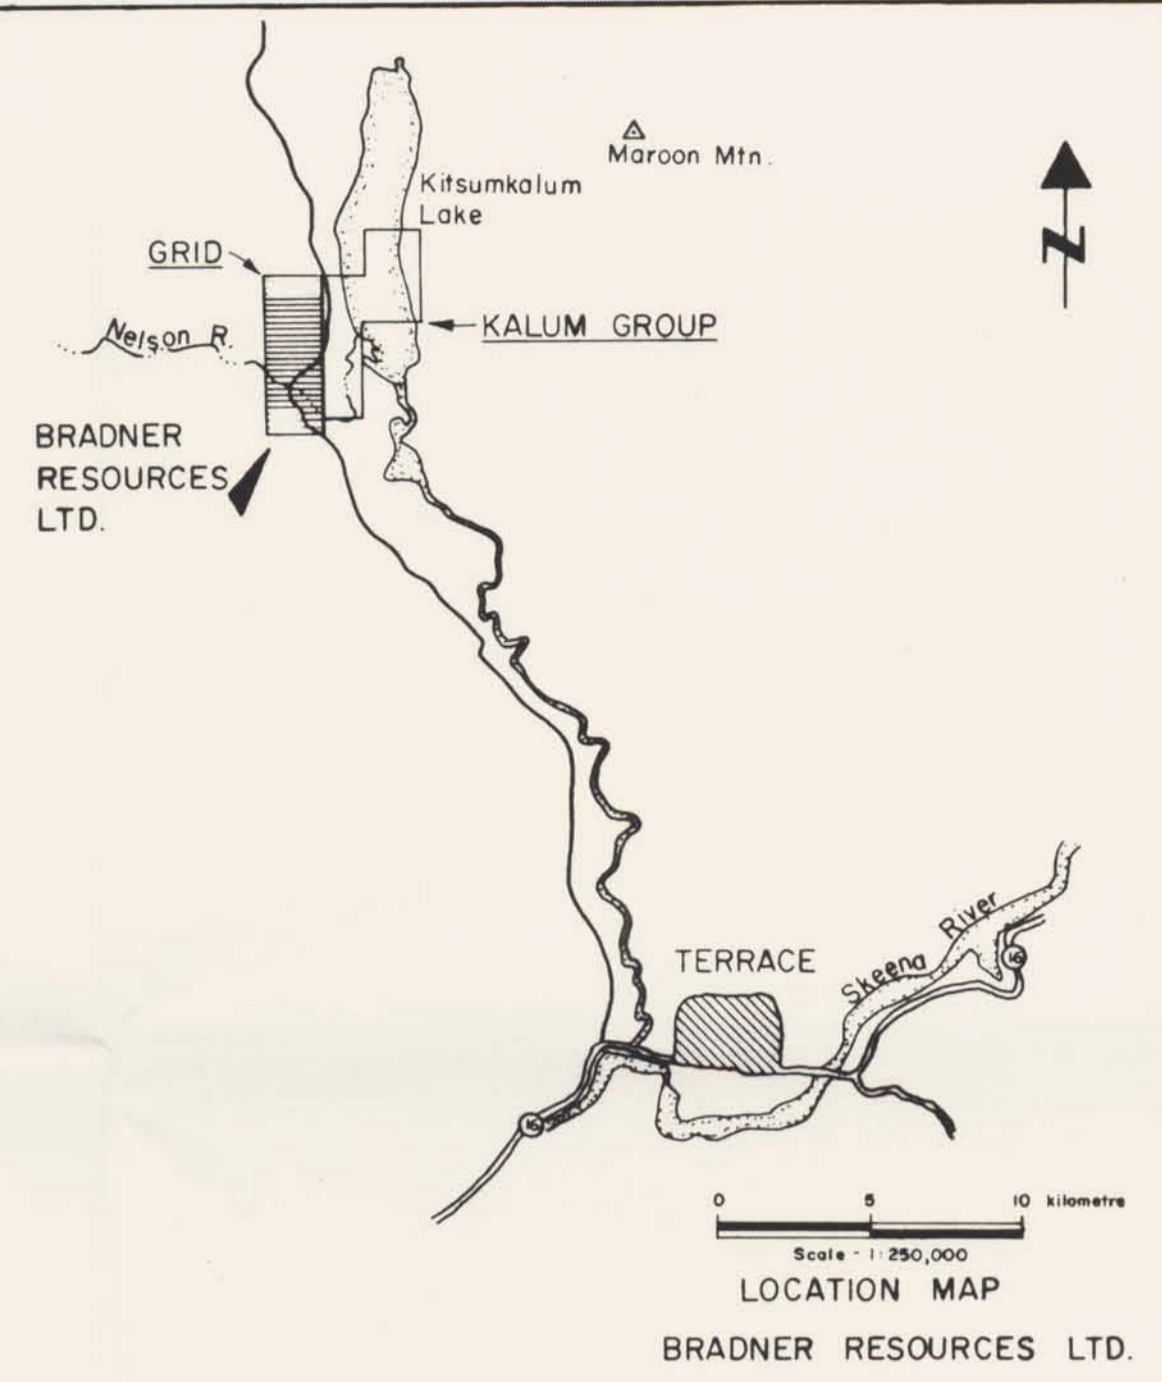 Maroon Mtn.
Kitsumkalum
Lake
N
GRID
KALUM GROUP
Nelson R.
BRADNER
RESOURCES
LTD.
TERRACE
Skeena River
16
16
0 5 10 kilometre
Scale - 1:250,000
LOCATION MAP
BRADNER RESOURCES LTD.